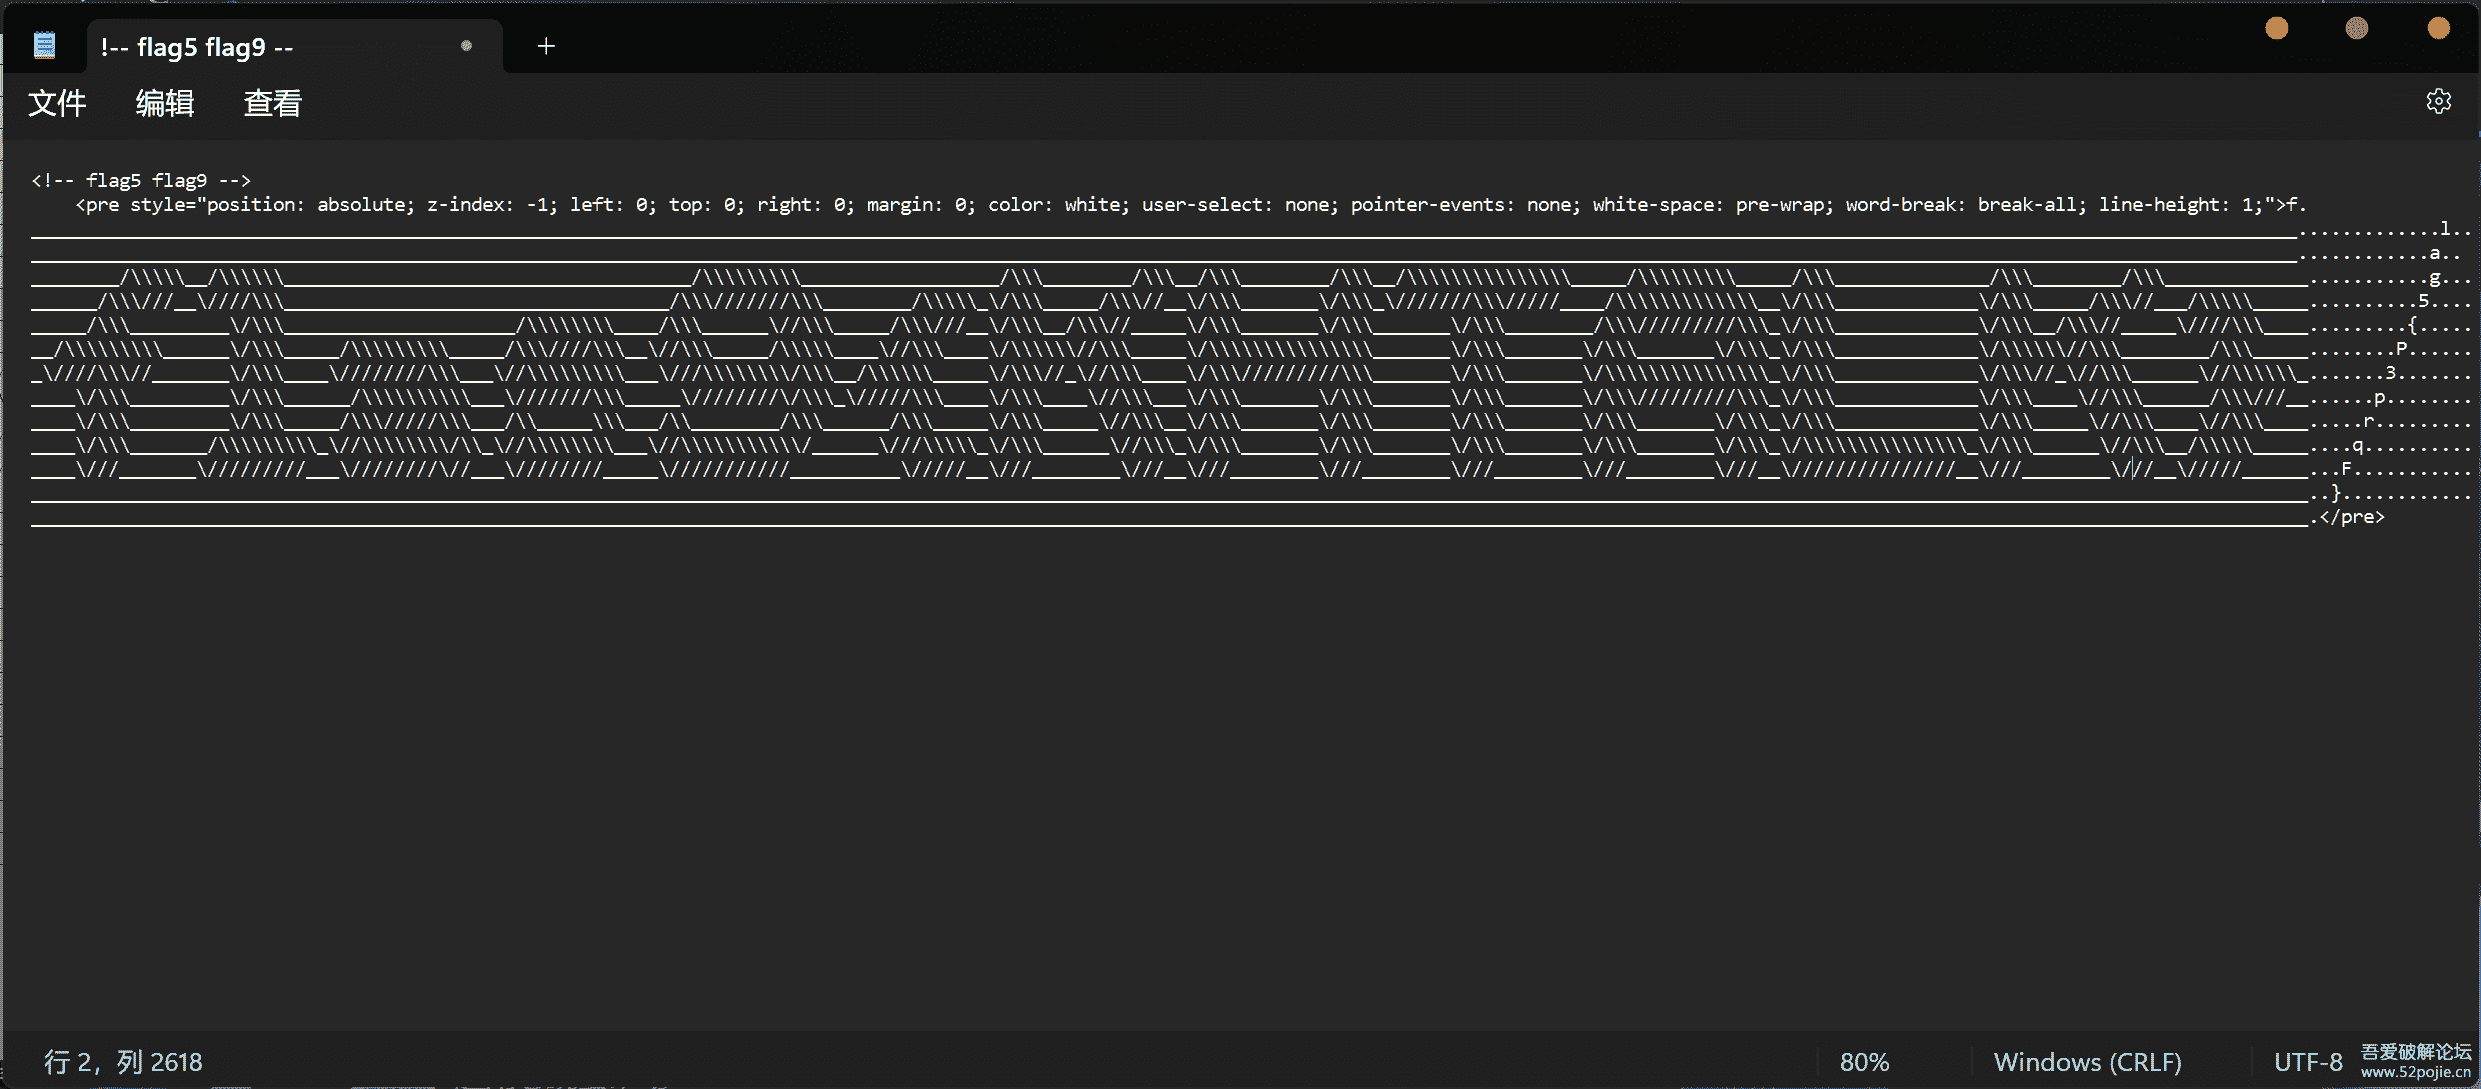 !-- flag5 flag9 --
文件 编辑 查看
<!-- flag5 flag9 -->
<pre style="position: absolute; z-index: -1; left: 0; top: 0; right: 0; margin: 0; color: white; user-select: none; pointer-events: none; white-space: pre-wrap; word-break: break-all; line-height: 1;">f.
.............l..
............a..
...........g...
..........5....
.........{.....
........P......
.......3.......
......p........
.....r.........
....q..........
...F...........
..}............
.</pre>
行 2，列 2618 80% Windows (CRLF) UTF-8
吾爱破解论坛
www.52pojie.cn